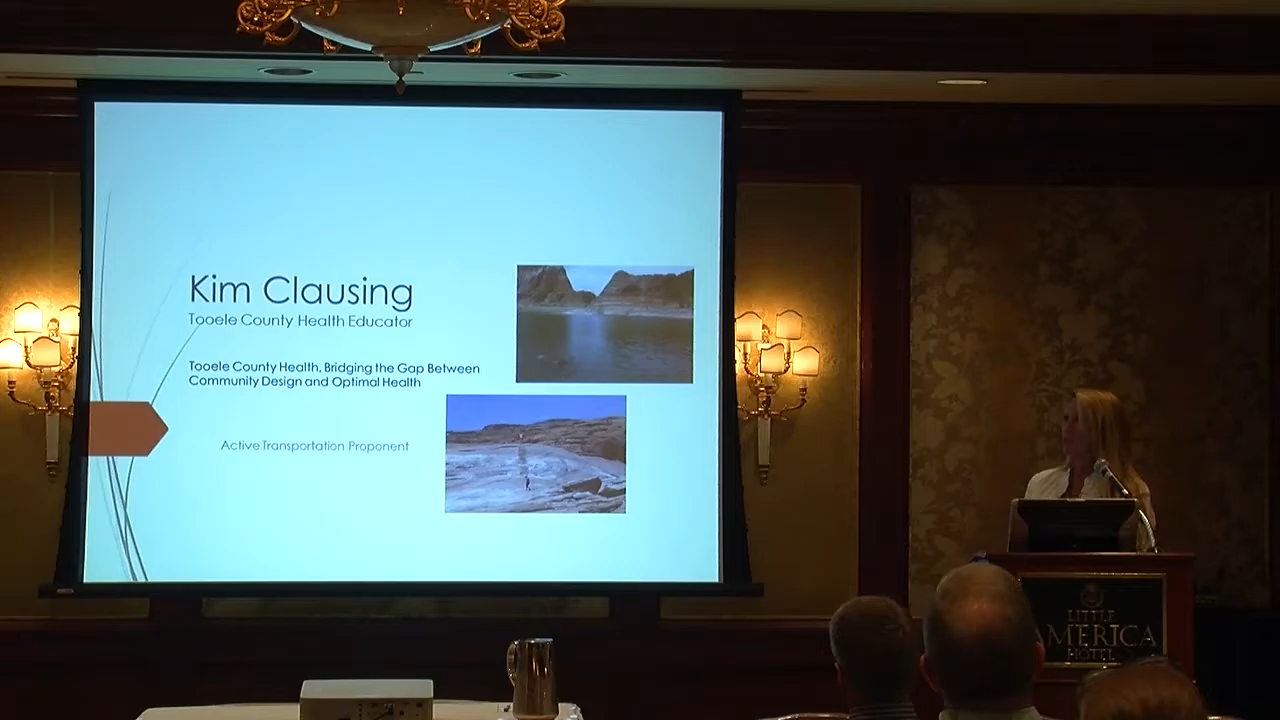 Kim Clausing
Tooele County Health Educator
Tooele County Health, Bridging the Gap Between
Community Design and Optimal Health
Active Transportation Proponent
LITTLE
AMERICA
HOTEL